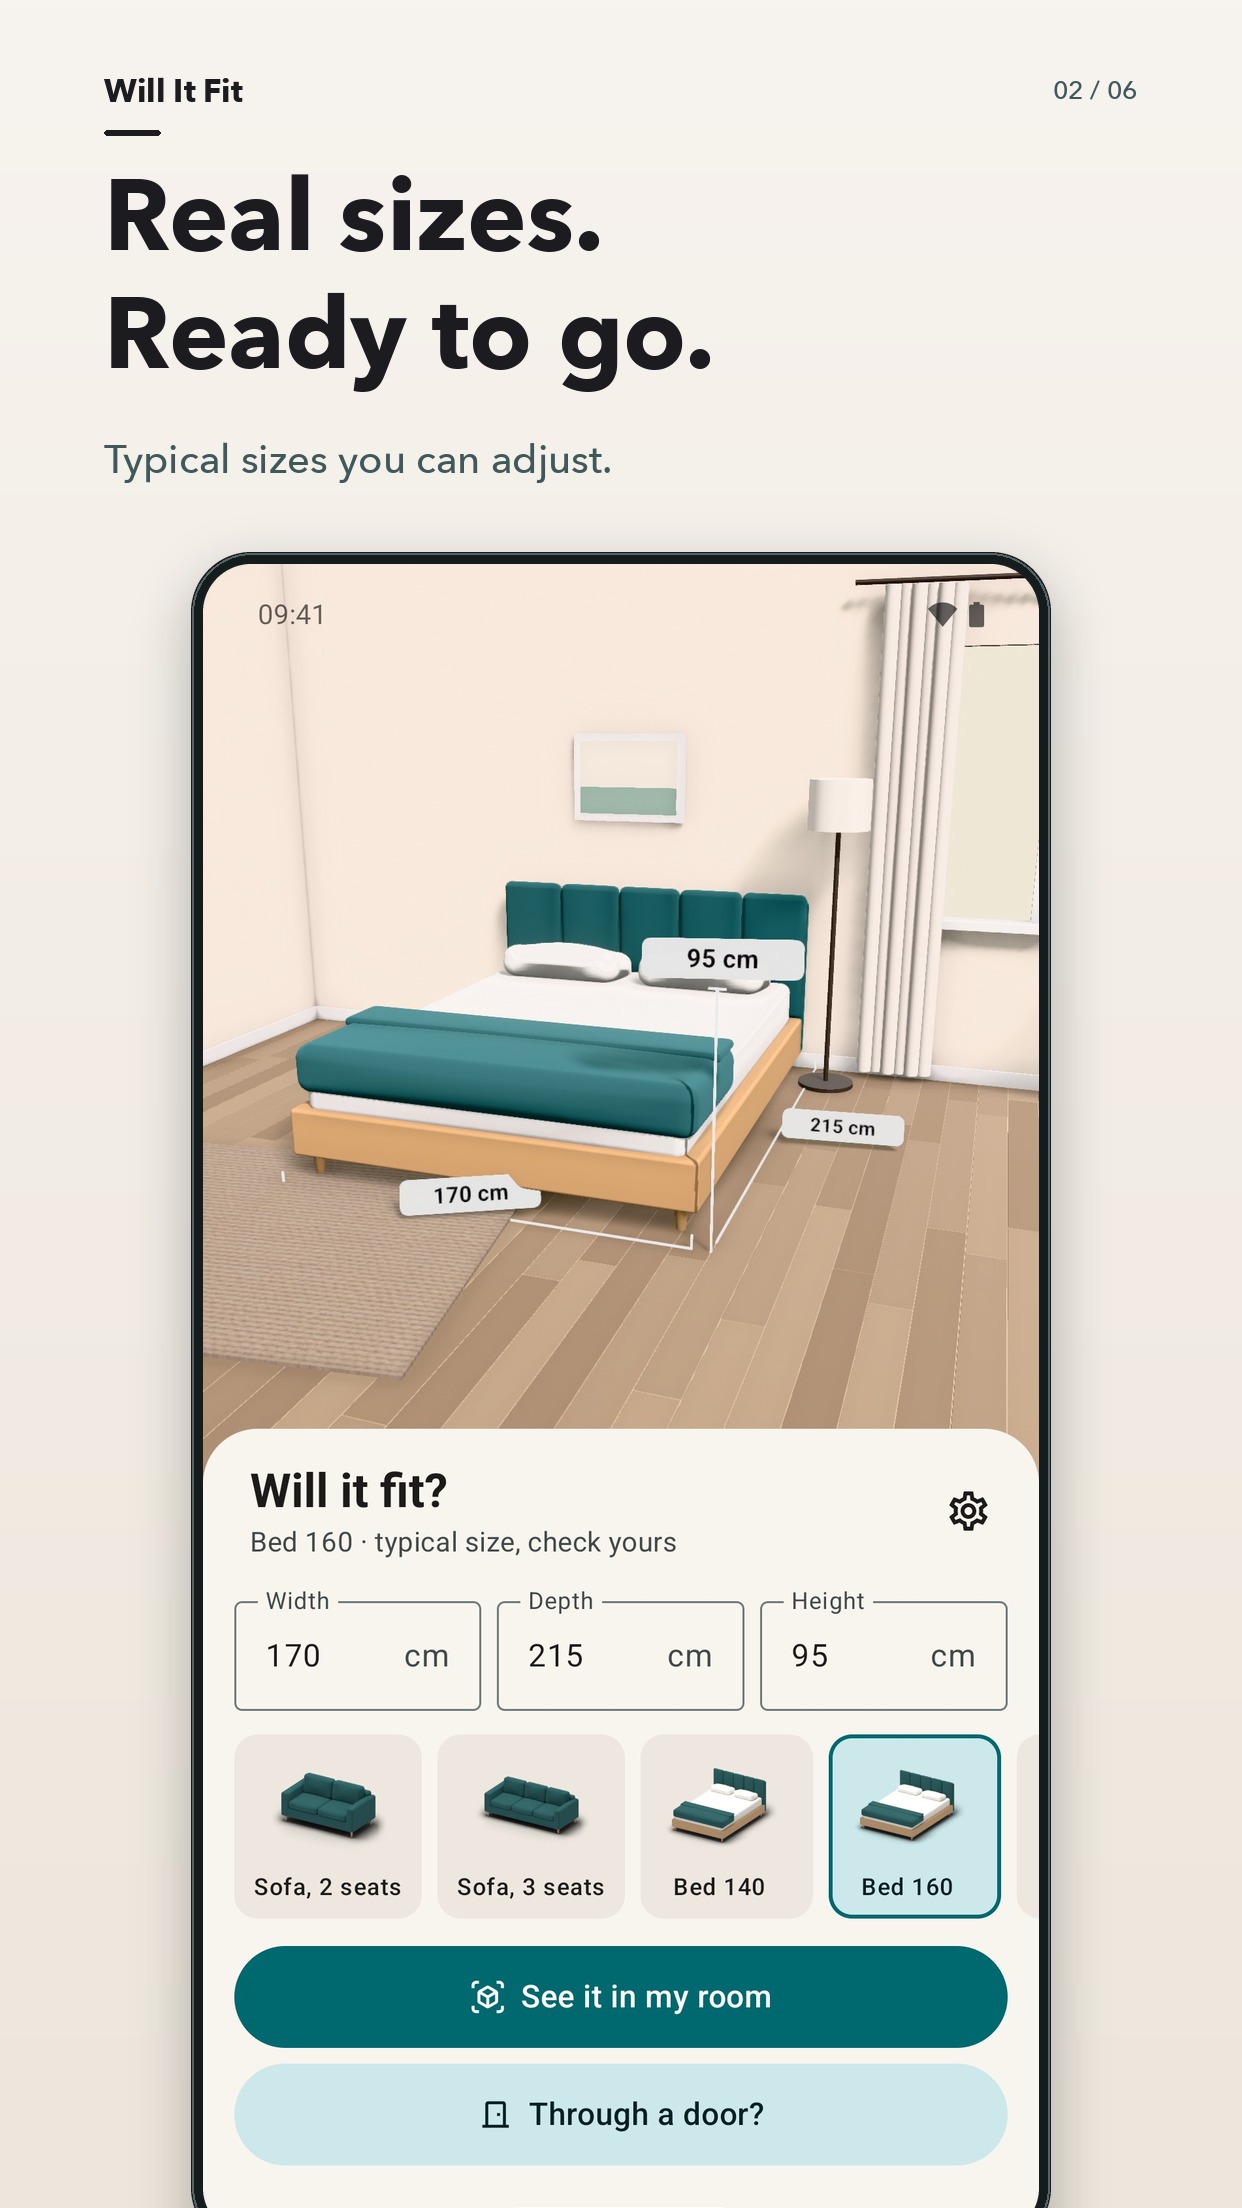 Will It Fit
02 / 06
Real sizes.
Ready to go.
Typical sizes you can adjust.
09:41
95 cm
215 cm
170 cm
Will it fit?
Bed 160 · typical size, check yours
Width
Depth
Height
170 cm
215 cm
95 cm
Sofa, 2 seats
Sofa, 3 seats
Bed 140
Bed 160
See it in my room
Through a door?